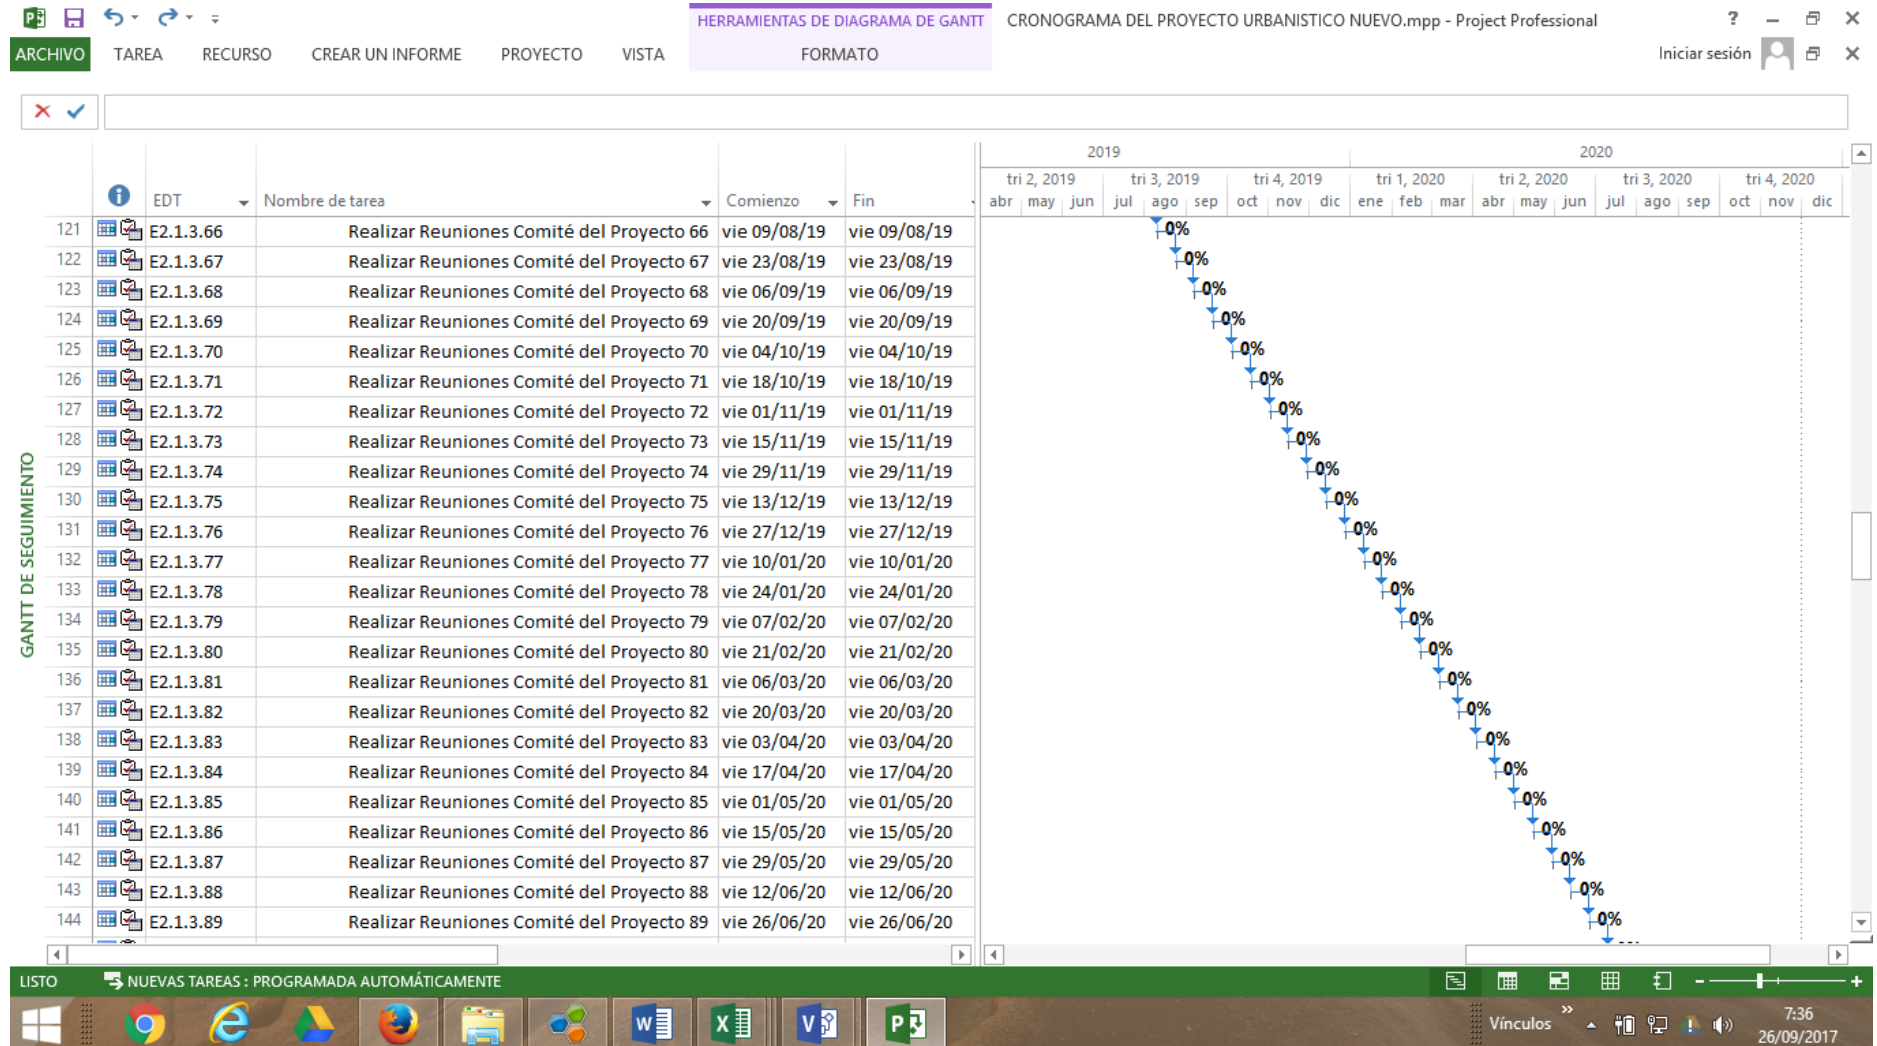 HERRAMIENTAS DE DIAGRAMA DE GANTT
CRONOGRAMA DEL PROYECTO URBANISTICO NUEVO.mpp - Project Professional
ARCHIVO TAREA RECURSO CREAR UN INFORME PROYECTO VISTA FORMATO Iniciar sesión
2019 2020
tri 2, 2019 tri 3, 2019 tri 4, 2019 tri 1, 2020 tri 2, 2020 tri 3, 2020 tri 4, 2020
EDT Nombre de tarea Comienzo Fin abr may jun jul ago sep oct nov dic ene feb mar abr may jun jul ago sep oct nov dic
121 E2.1.3.66 Realizar Reuniones Comité del Proyecto 66 vie 09/08/19 vie 09/08/19 0%
122 E2.1.3.67 Realizar Reuniones Comité del Proyecto 67 vie 23/08/19 vie 23/08/19 0%
123 E2.1.3.68 Realizar Reuniones Comité del Proyecto 68 vie 06/09/19 vie 06/09/19 0%
124 E2.1.3.69 Realizar Reuniones Comité del Proyecto 69 vie 20/09/19 vie 20/09/19 0%
125 E2.1.3.70 Realizar Reuniones Comité del Proyecto 70 vie 04/10/19 vie 04/10/19 0%
126 E2.1.3.71 Realizar Reuniones Comité del Proyecto 71 vie 18/10/19 vie 18/10/19 0%
127 E2.1.3.72 Realizar Reuniones Comité del Proyecto 72 vie 01/11/19 vie 01/11/19 0%
128 E2.1.3.73 Realizar Reuniones Comité del Proyecto 73 vie 15/11/19 vie 15/11/19 0%
129 E2.1.3.74 Realizar Reuniones Comité del Proyecto 74 vie 29/11/19 vie 29/11/19 0%
130 E2.1.3.75 Realizar Reuniones Comité del Proyecto 75 vie 13/12/19 vie 13/12/19 0%
131 E2.1.3.76 Realizar Reuniones Comité del Proyecto 76 vie 27/12/19 vie 27/12/19 0%
132 E2.1.3.77 Realizar Reuniones Comité del Proyecto 77 vie 10/01/20 vie 10/01/20 0%
133 E2.1.3.78 Realizar Reuniones Comité del Proyecto 78 vie 24/01/20 vie 24/01/20 0%
134 E2.1.3.79 Realizar Reuniones Comité del Proyecto 79 vie 07/02/20 vie 07/02/20 0%
135 E2.1.3.80 Realizar Reuniones Comité del Proyecto 80 vie 21/02/20 vie 21/02/20 0%
136 E2.1.3.81 Realizar Reuniones Comité del Proyecto 81 vie 06/03/20 vie 06/03/20 0%
137 E2.1.3.82 Realizar Reuniones Comité del Proyecto 82 vie 20/03/20 vie 20/03/20 0%
138 E2.1.3.83 Realizar Reuniones Comité del Proyecto 83 vie 03/04/20 vie 03/04/20 0%
139 E2.1.3.84 Realizar Reuniones Comité del Proyecto 84 vie 17/04/20 vie 17/04/20 0%
140 E2.1.3.85 Realizar Reuniones Comité del Proyecto 85 vie 01/05/20 vie 01/05/20 0%
141 E2.1.3.86 Realizar Reuniones Comité del Proyecto 86 vie 15/05/20 vie 15/05/20 0%
142 E2.1.3.87 Realizar Reuniones Comité del Proyecto 87 vie 29/05/20 vie 29/05/20 0%
143 E2.1.3.88 Realizar Reuniones Comité del Proyecto 88 vie 12/06/20 vie 12/06/20 0%
144 E2.1.3.89 Realizar Reuniones Comité del Proyecto 89 vie 26/06/20 vie 26/06/20 0%
GANTT DE SEGUIMIENTO
LISTO NUEVAS TAREAS : PROGRAMADA AUTOMÁTICAMENTE
Vínculos
7:36
26/09/2017